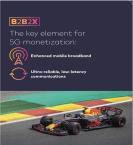 B2B2X
The key element for
5G monetization:
Enhanced mobile broadband
Ultra-reliable, low-latency
communications